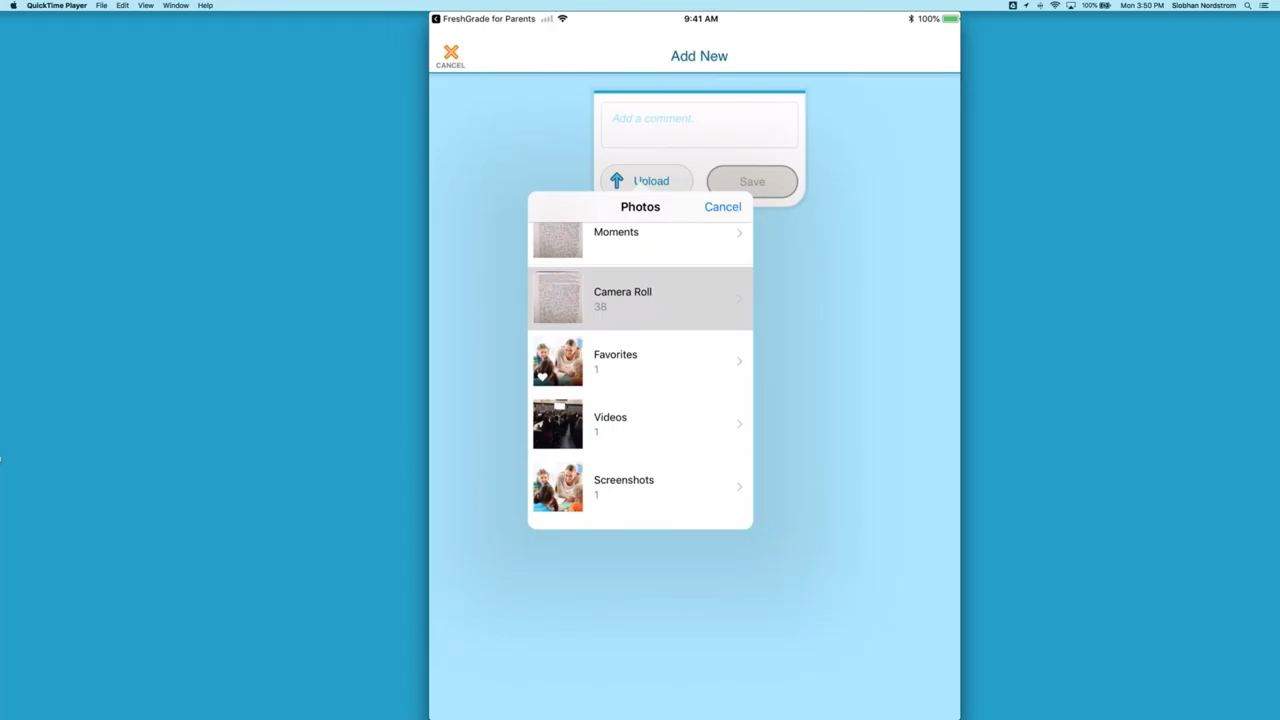 QuickTime Player File Edit View Window Help 100% Mon 3:50 PM Siobhan Nordstrom
FreshGrade for Parents 9:41 AM 100%
CANCEL
Add New
Add a comment.
Upload Save
Photos Cancel
Moments
Camera Roll
38
Favorites
1
Videos
1
Screenshots
1